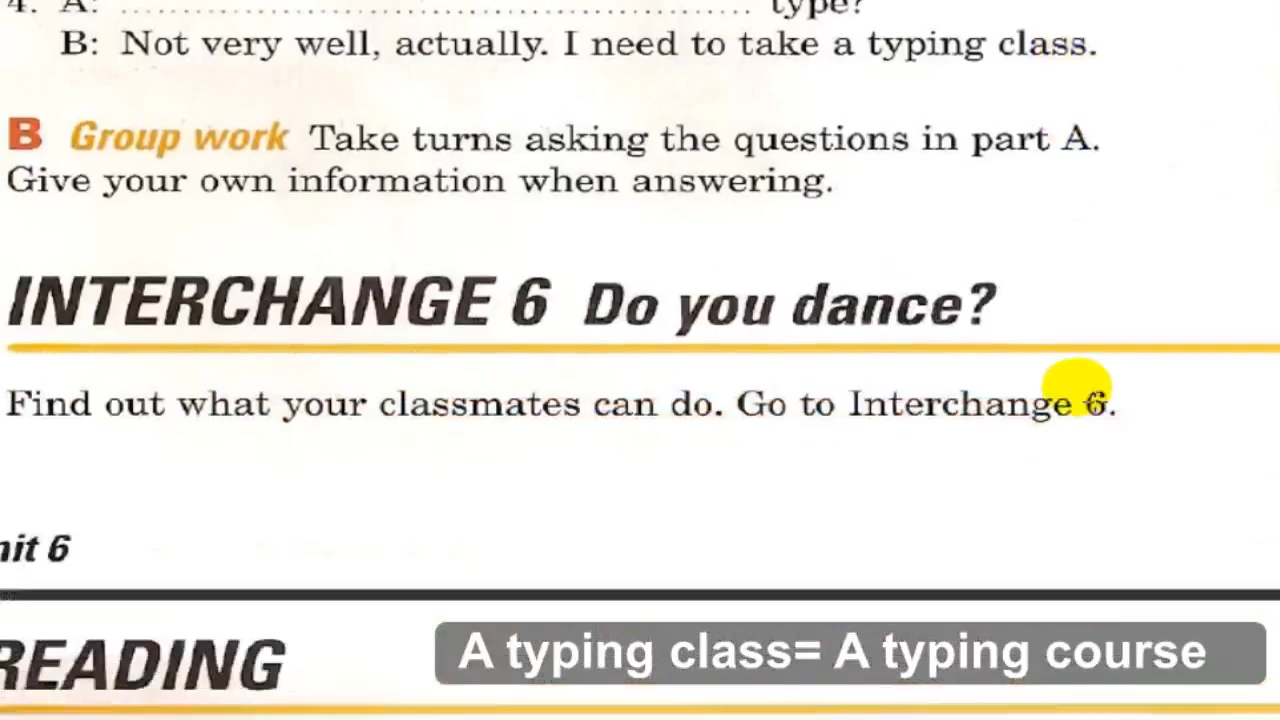 4. A: ............................................................ type?
B: Not very well, actually. I need to take a typing class.
B Group work Take turns asking the questions in part A.
Give your own information when answering.
INTERCHANGE 6 Do you dance?
Find out what your classmates can do. Go to Interchange 6.
nit 6
READING
A typing class= A typing course